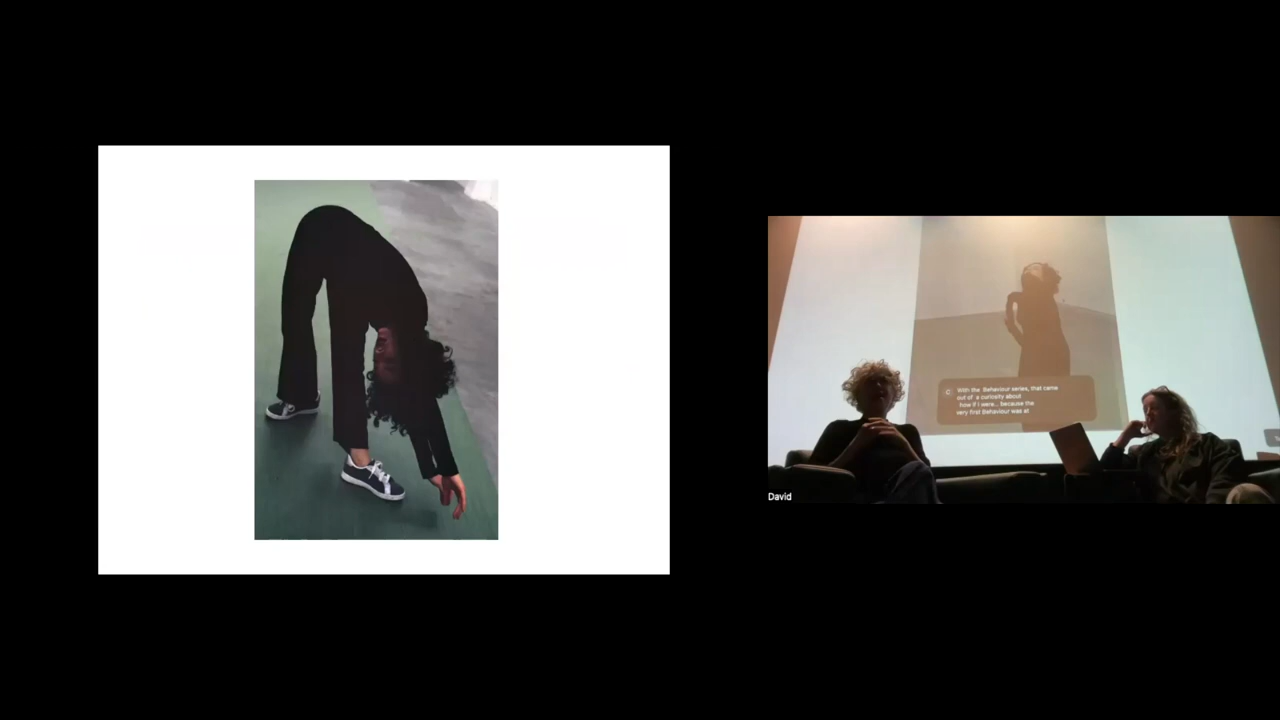 With the  Behaviour series, that came
out of  a curiosity about
how if I were... because the
very first Behaviour was at
David